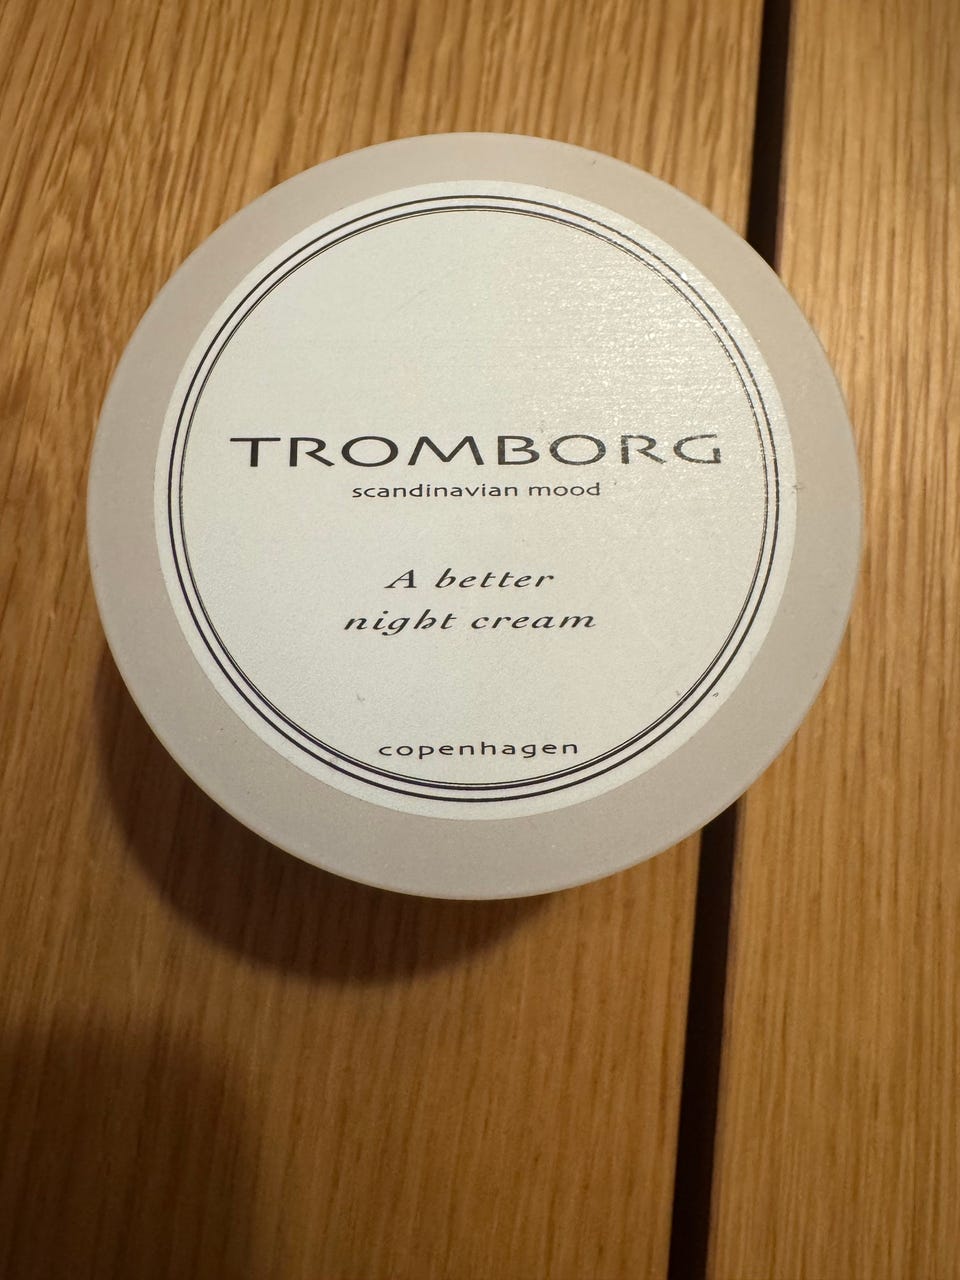 TROMBORG
scandinavian mood
A better
night cream
copenhagen